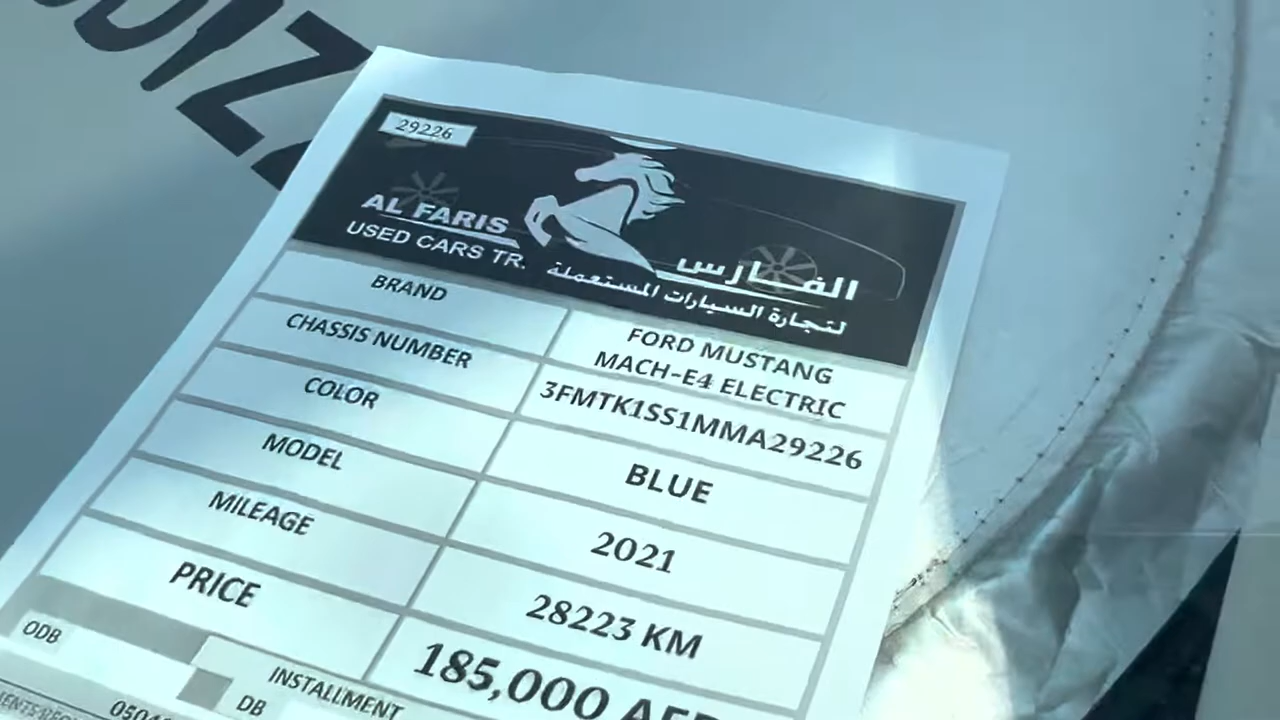 29226
AL FARIS
USED CARS TR.
الفارس
لتجارة السيارات المستعملة
BRAND
FORD MUSTANG
MACH-E4 ELECTRIC
CHASSIS NUMBER
3FMTK1SS1MMA29226
COLOR
BLUE
MODEL
2021
MILEAGE
28223 KM
PRICE
185,000
ODB
INSTALLMENT
DB